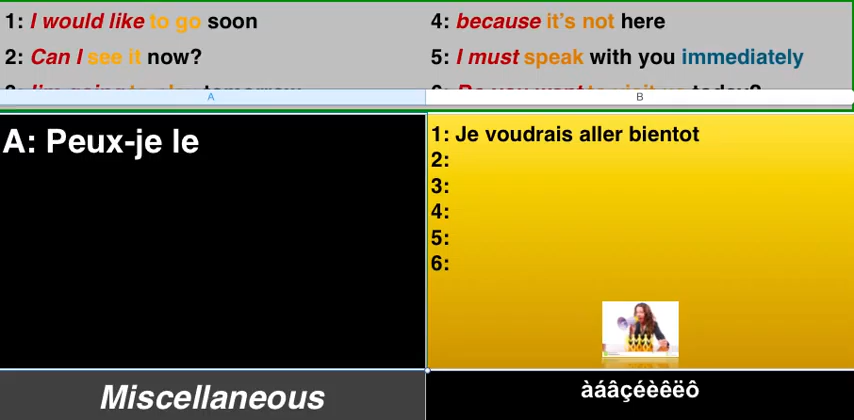 1: I would like to go soon
2: Can I see it now?
4: because it's not here
5: I must speak with you immediately
A
B
A: Peux-je le
1: Je voudrais aller bientot
2:
3:
4:
5:
6:
Miscellaneous
àáâçéèêëô